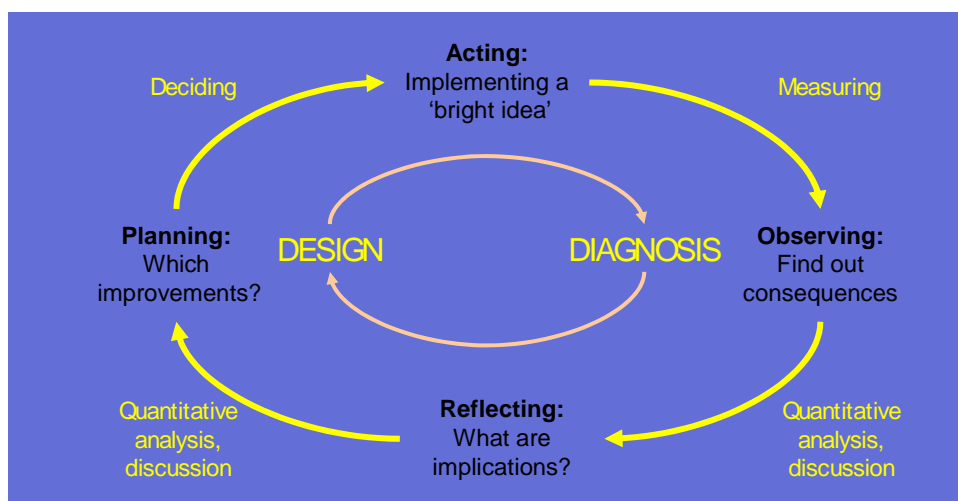 Acting:
Implementing a
‘bright idea’
Deciding
Measuring
Planning:
Which
improvements?
DESIGN
DIAGNOSIS
Observing:
Find out
consequences
Quantitative
analysis,
discussion
Reflecting:
What are
implications?
Quantitative
analysis,
discussion